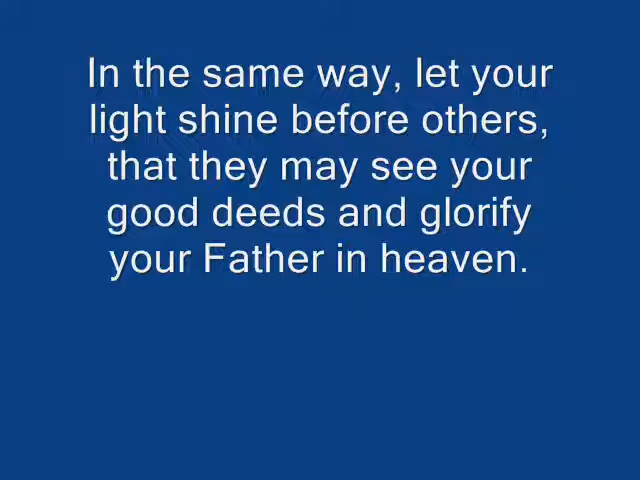 In the same way, let your
light shine before others,
that they may see your
good deeds and glorify
your Father in heaven.